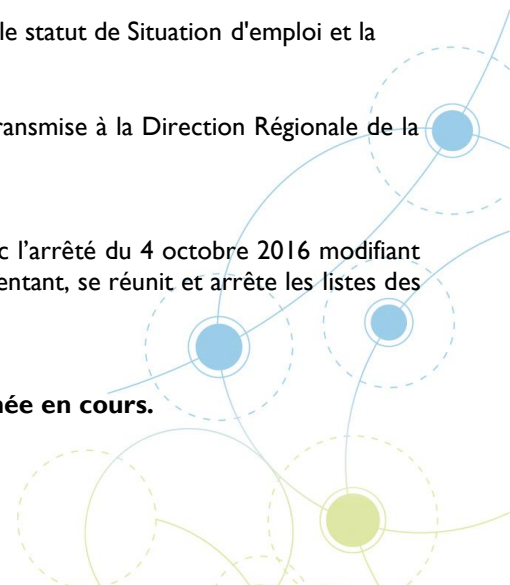 le statut de Situation d'emploi et la
ransmise à la Direction Régionale de la
c l’arrêté du 4 octobre 2016 modifiant
entant, se réunit et arrête les listes des
née en cours.